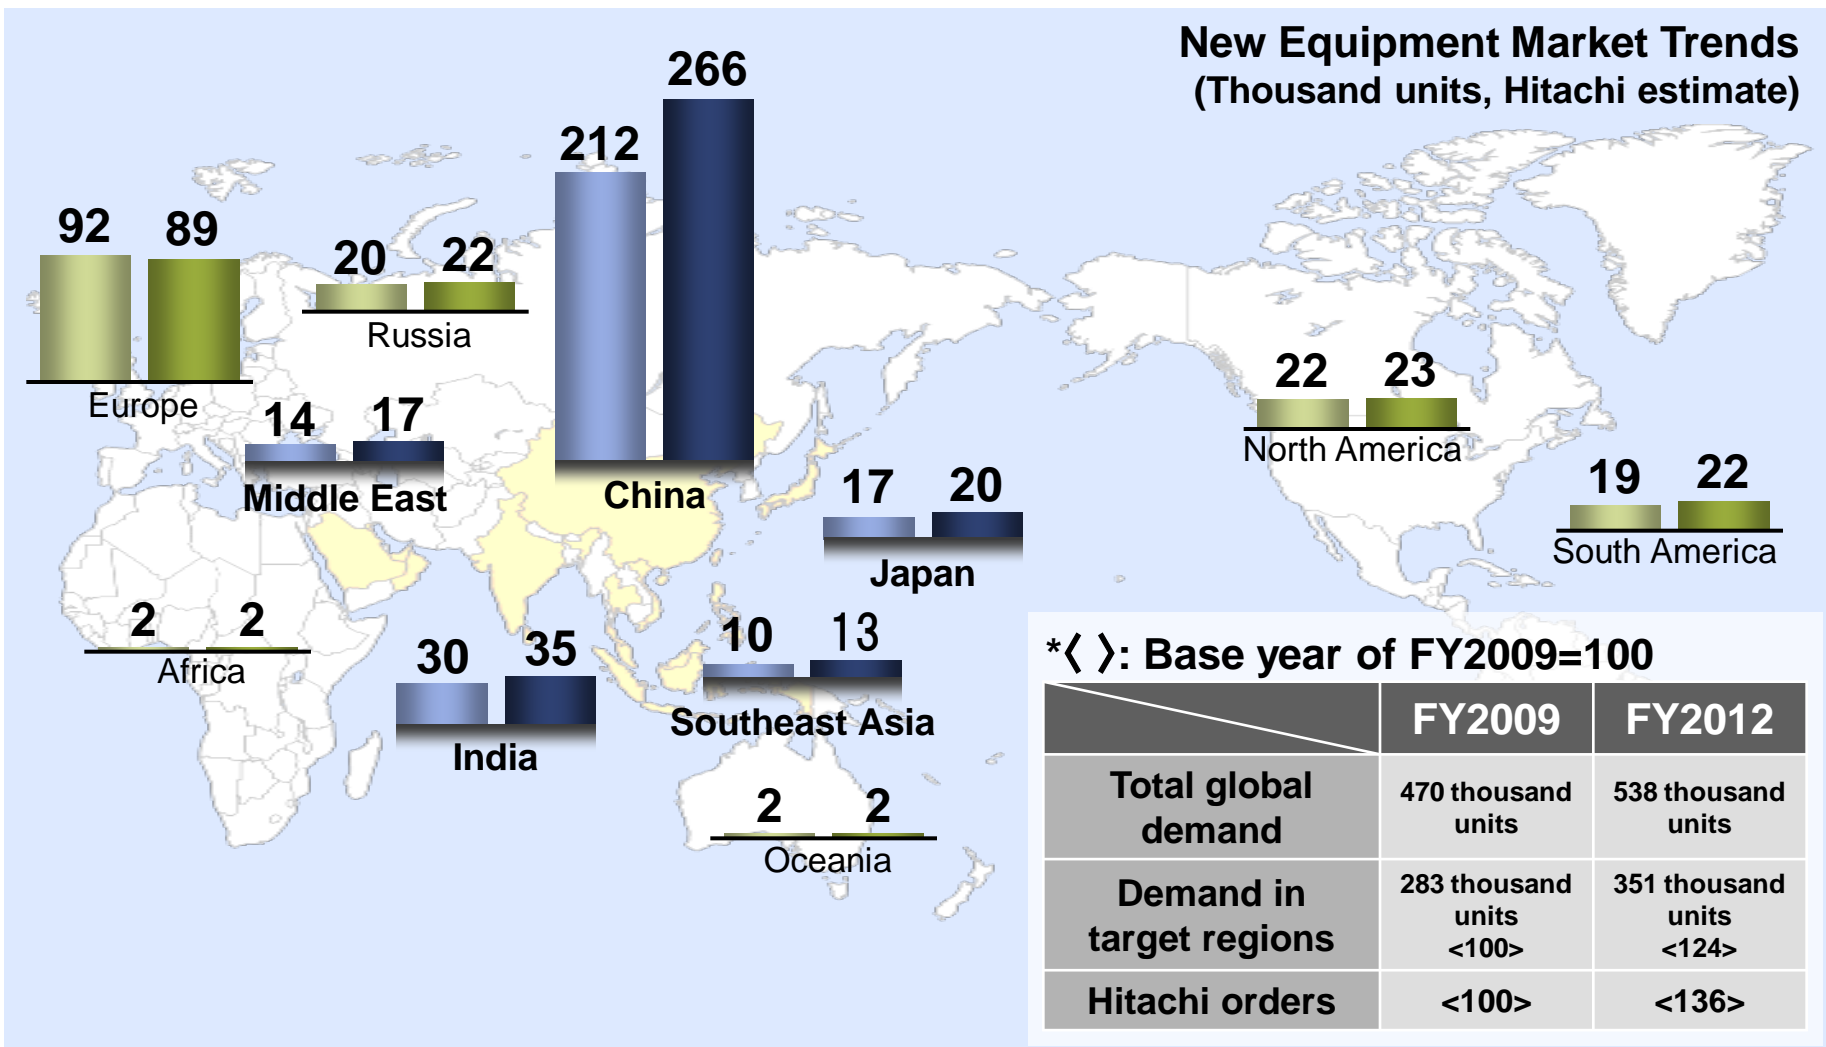 New Equipment Market Trends
(Thousand units, Hitachi estimate)
92
89
Europe
20
22
Russia
212
266
China
14
17
Middle East
17
20
Japan
22
23
North America
19
22
South America
2
2
Africa
30
35
India
10
13
Southeast Asia
2
2
Oceania
*〈 〉: Base year of FY2009=100
FY2009
FY2012
Total global
demand
470 thousand
units
538 thousand
units
Demand in
target regions
283 thousand
units
<100>
351 thousand
units
<124>
Hitachi orders
<100>
<136>